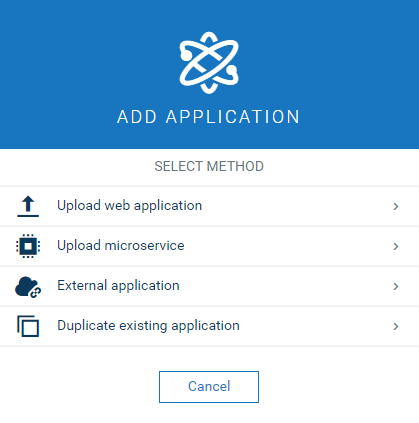 ADD APPLICATION
SELECT METHOD
Upload web application
Upload microservice
External application
Duplicate existing application
Cancel